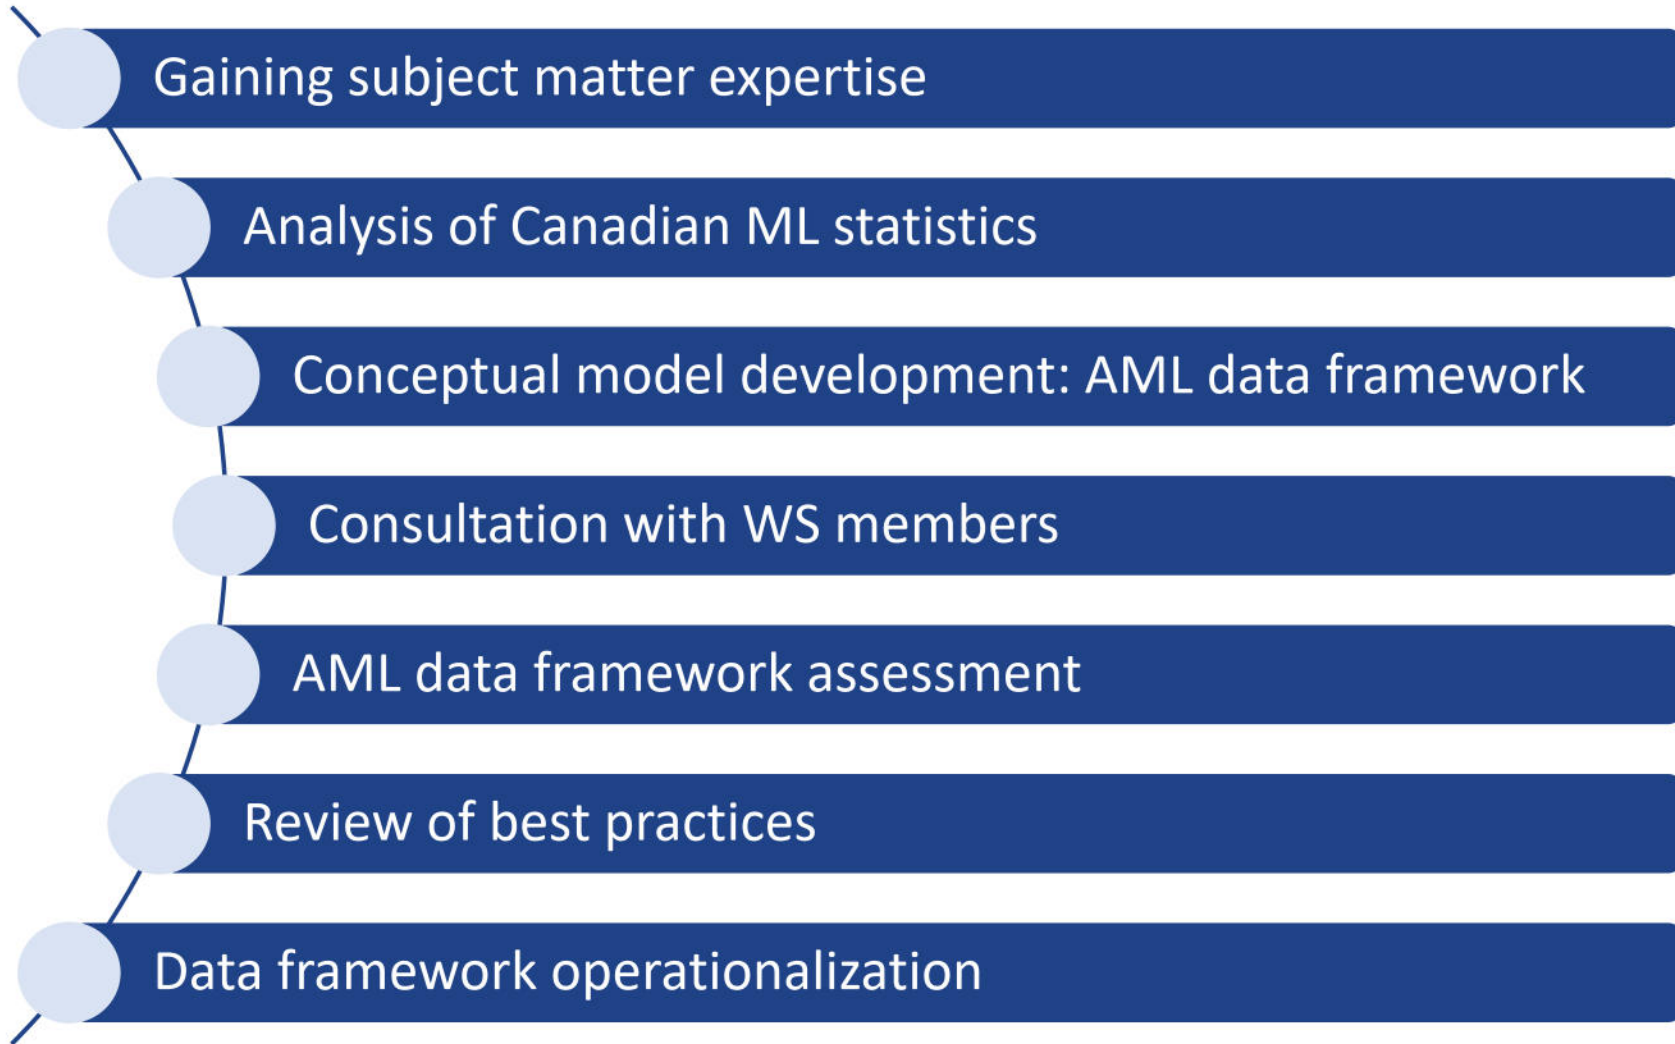 Gaining subject matter expertise
Analysis of Canadian ML statistics
Conceptual model development: AML data framework
Consultation with WS members
AML data framework assessment
Review of best practices
Data framework operationalization